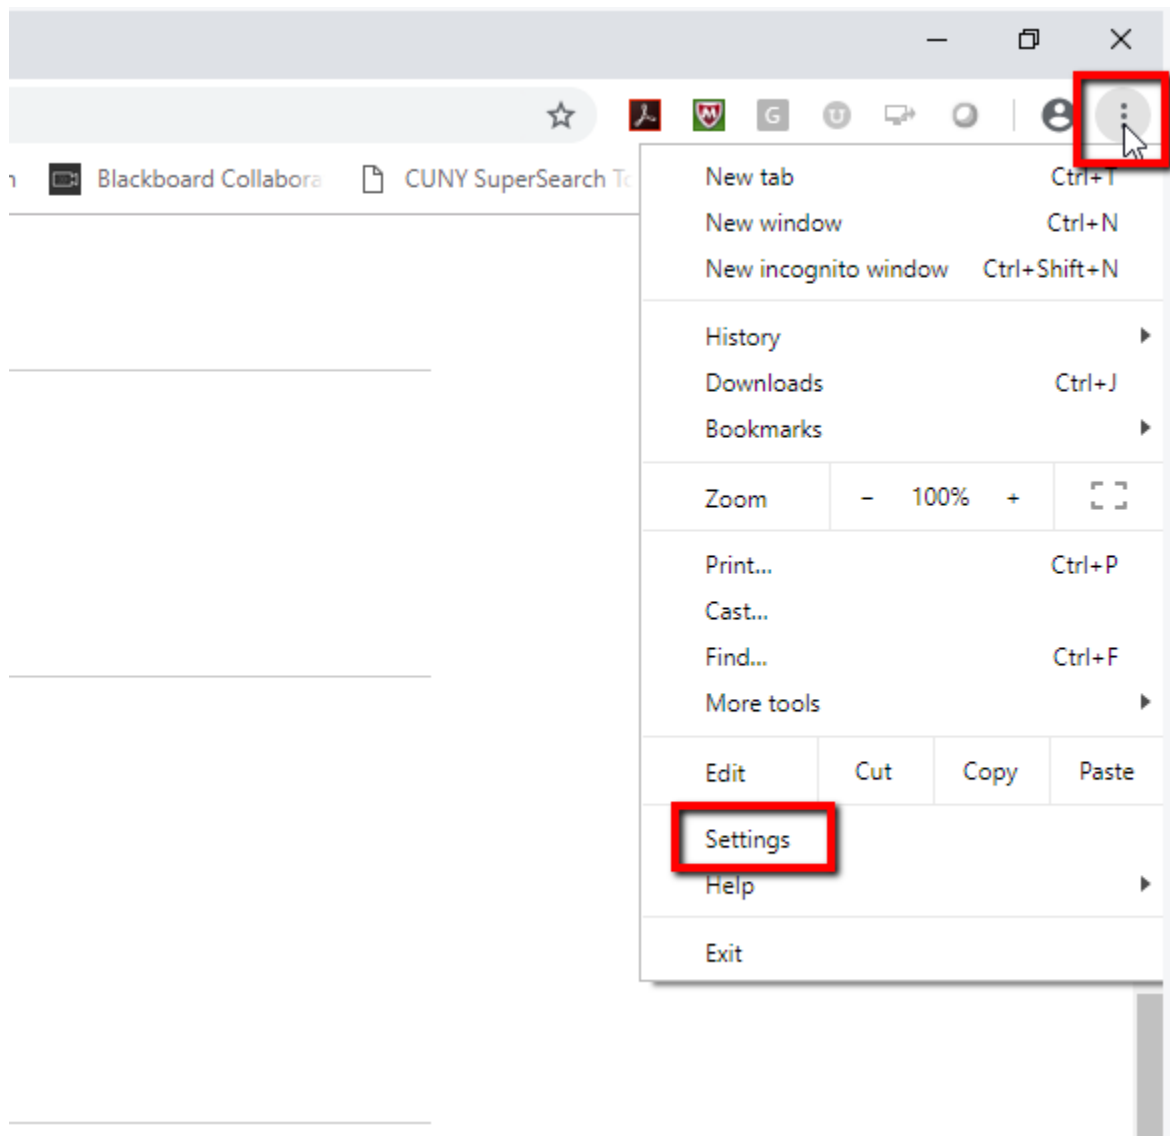 G
Blackboard Collabora
CUNY SuperSearch
New tab Ctrl+T
New window Ctrl+N
New incognito window Ctrl+Shift+N
History
Downloads Ctrl+J
Bookmarks
Zoom - 100% +
Print... Ctrl+P
Cast...
Find... Ctrl+F
More tools
Edit Cut Copy Paste
Settings
Help
Exit